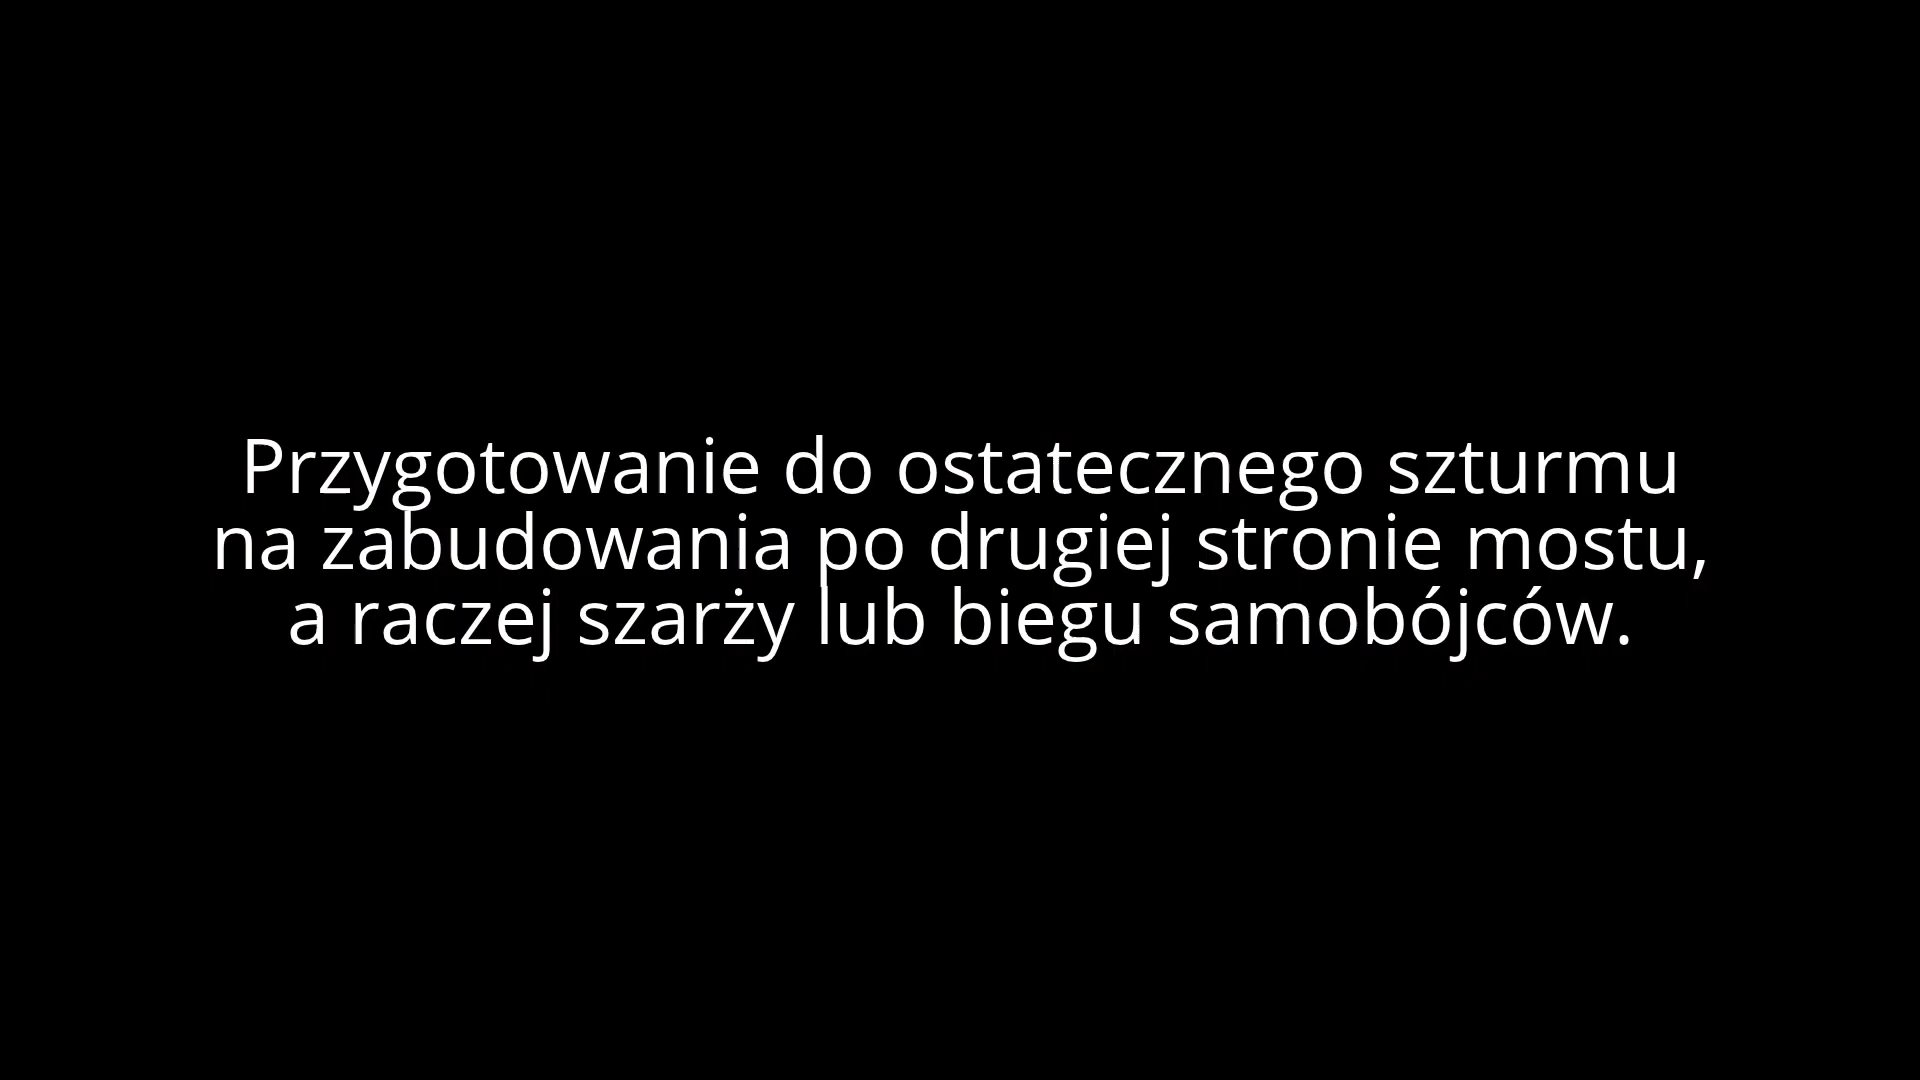 Przygotowanie do ostatecznego szturmu
na zabudowania po drugiej stronie mostu,
a raczej szarży lub biegu samobójców.